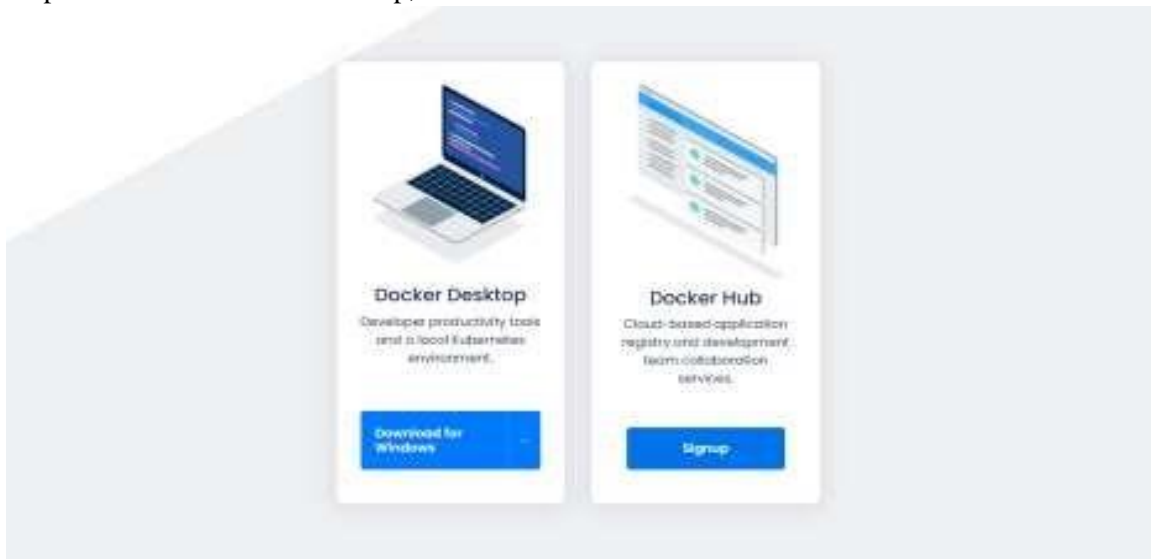 Docker Desktop
Developer productivity tools
and a local Kubernetes
environment.
Download for
Windows
Docker Hub
Cloud-based application
registry and development
team collaboration
services.
Signup